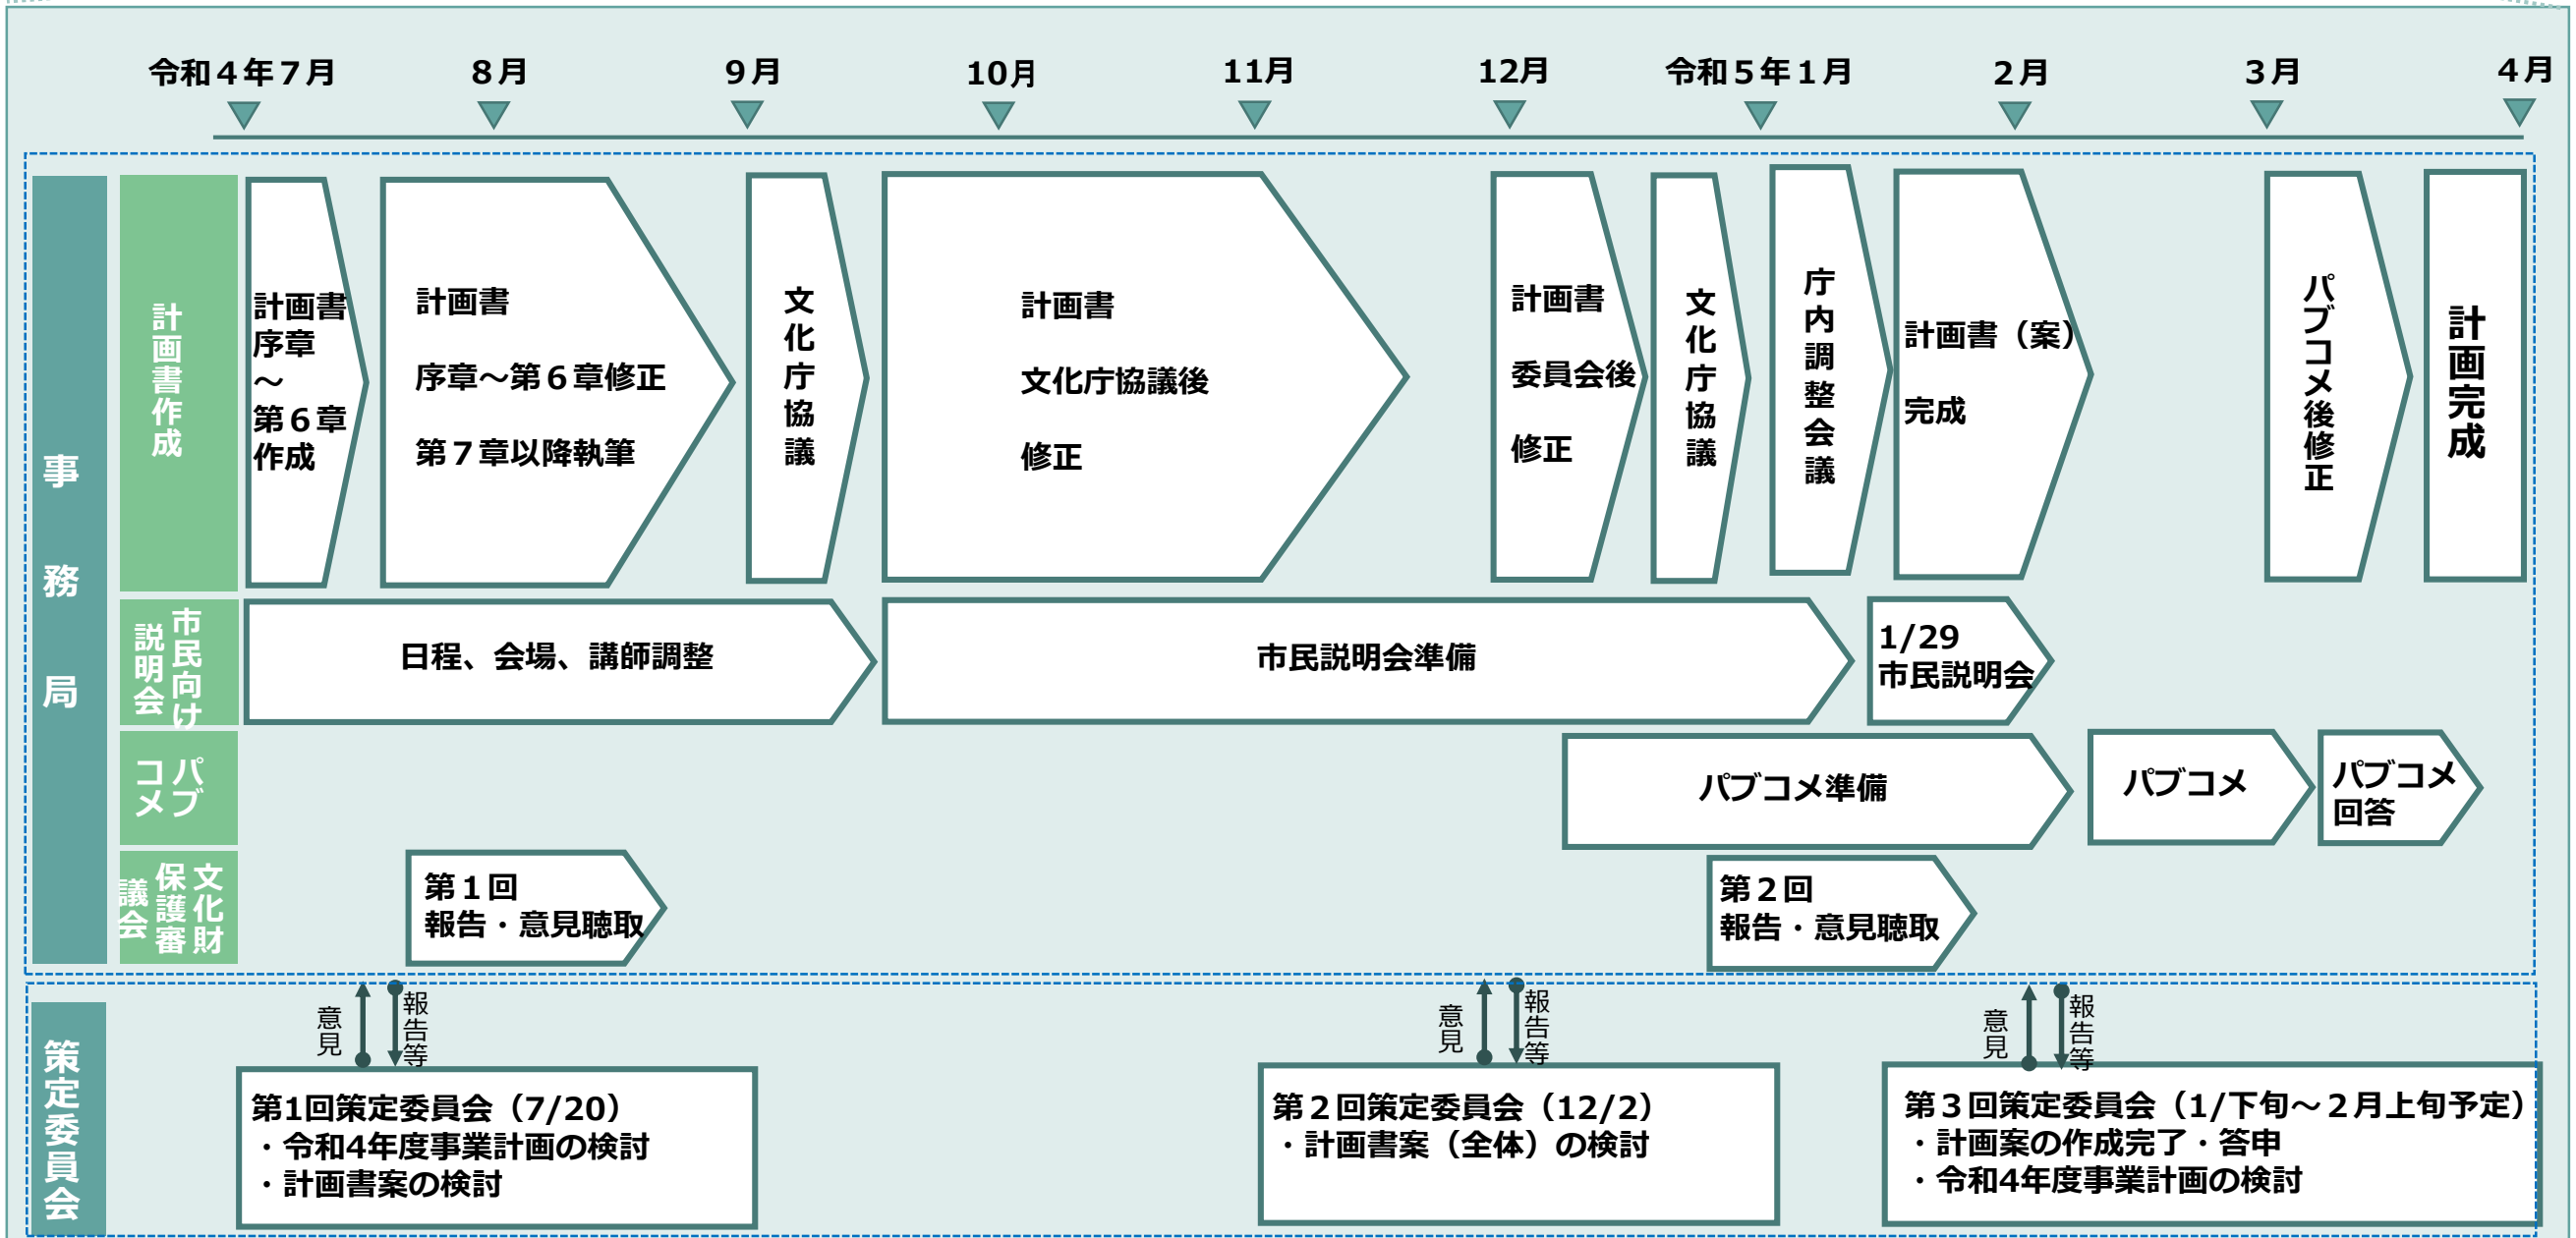 令和４年７月
８月
９月
10月
11月
12月
令和５年１月
２月
３月
４月
事務局
計画書作成
計画書
序章
～
第６章
作成
計画書
序章～第６章修正
第７章以降執筆
文化庁協議
計画書
文化庁協議後
修正
計画書
委員会後
修正
文化庁協議
庁内調整会議
計画書（案）
完成
パブコメ後修正
計画完成
市民向け
説明会
日程、会場、講師調整
市民説明会準備
1/29
市民説明会
パブ
コメ
パブコメ準備
パブコメ
パブコメ
回答
文化財
保護審
議会
第１回
報告・意見聴取
第２回
報告・意見聴取
意見
報告等
意見
報告等
意見
報告等
策定委員会
第1回策定委員会（7/20）
・令和4年度事業計画の検討
・計画書案の検討
第２回策定委員会（12/2）
・計画書案（全体）の検討
第３回策定委員会（1/下旬～２月上旬予定）
・計画案の作成完了・答申
・令和4年度事業計画の検討